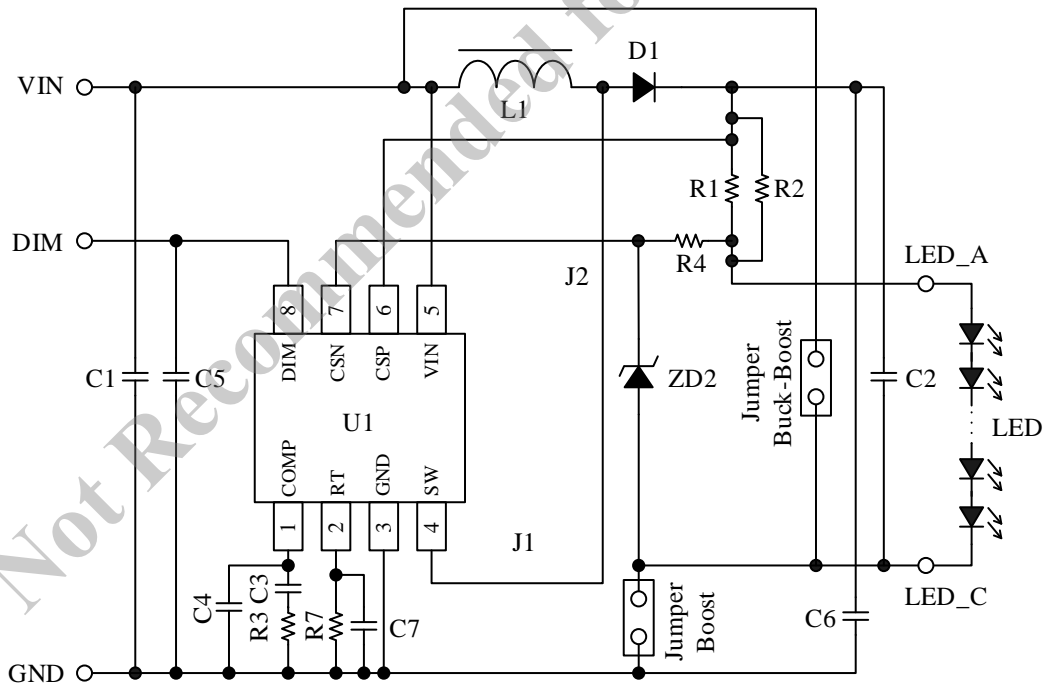 D1
VIN
L1
R1
R2
DIM
R4
LED_A
J2
8
7
6
5
DIM
CSN
CSP
VIN
C1
C5
ZD2
Jumper
Buck-Boost
C2
U1
LED
COMP
RT
GND
SW
1
2
3
4
J1
C4
C3
R3
R7
C7
Jumper
Boost
C6
LED_C
GND
Not Recommended fo